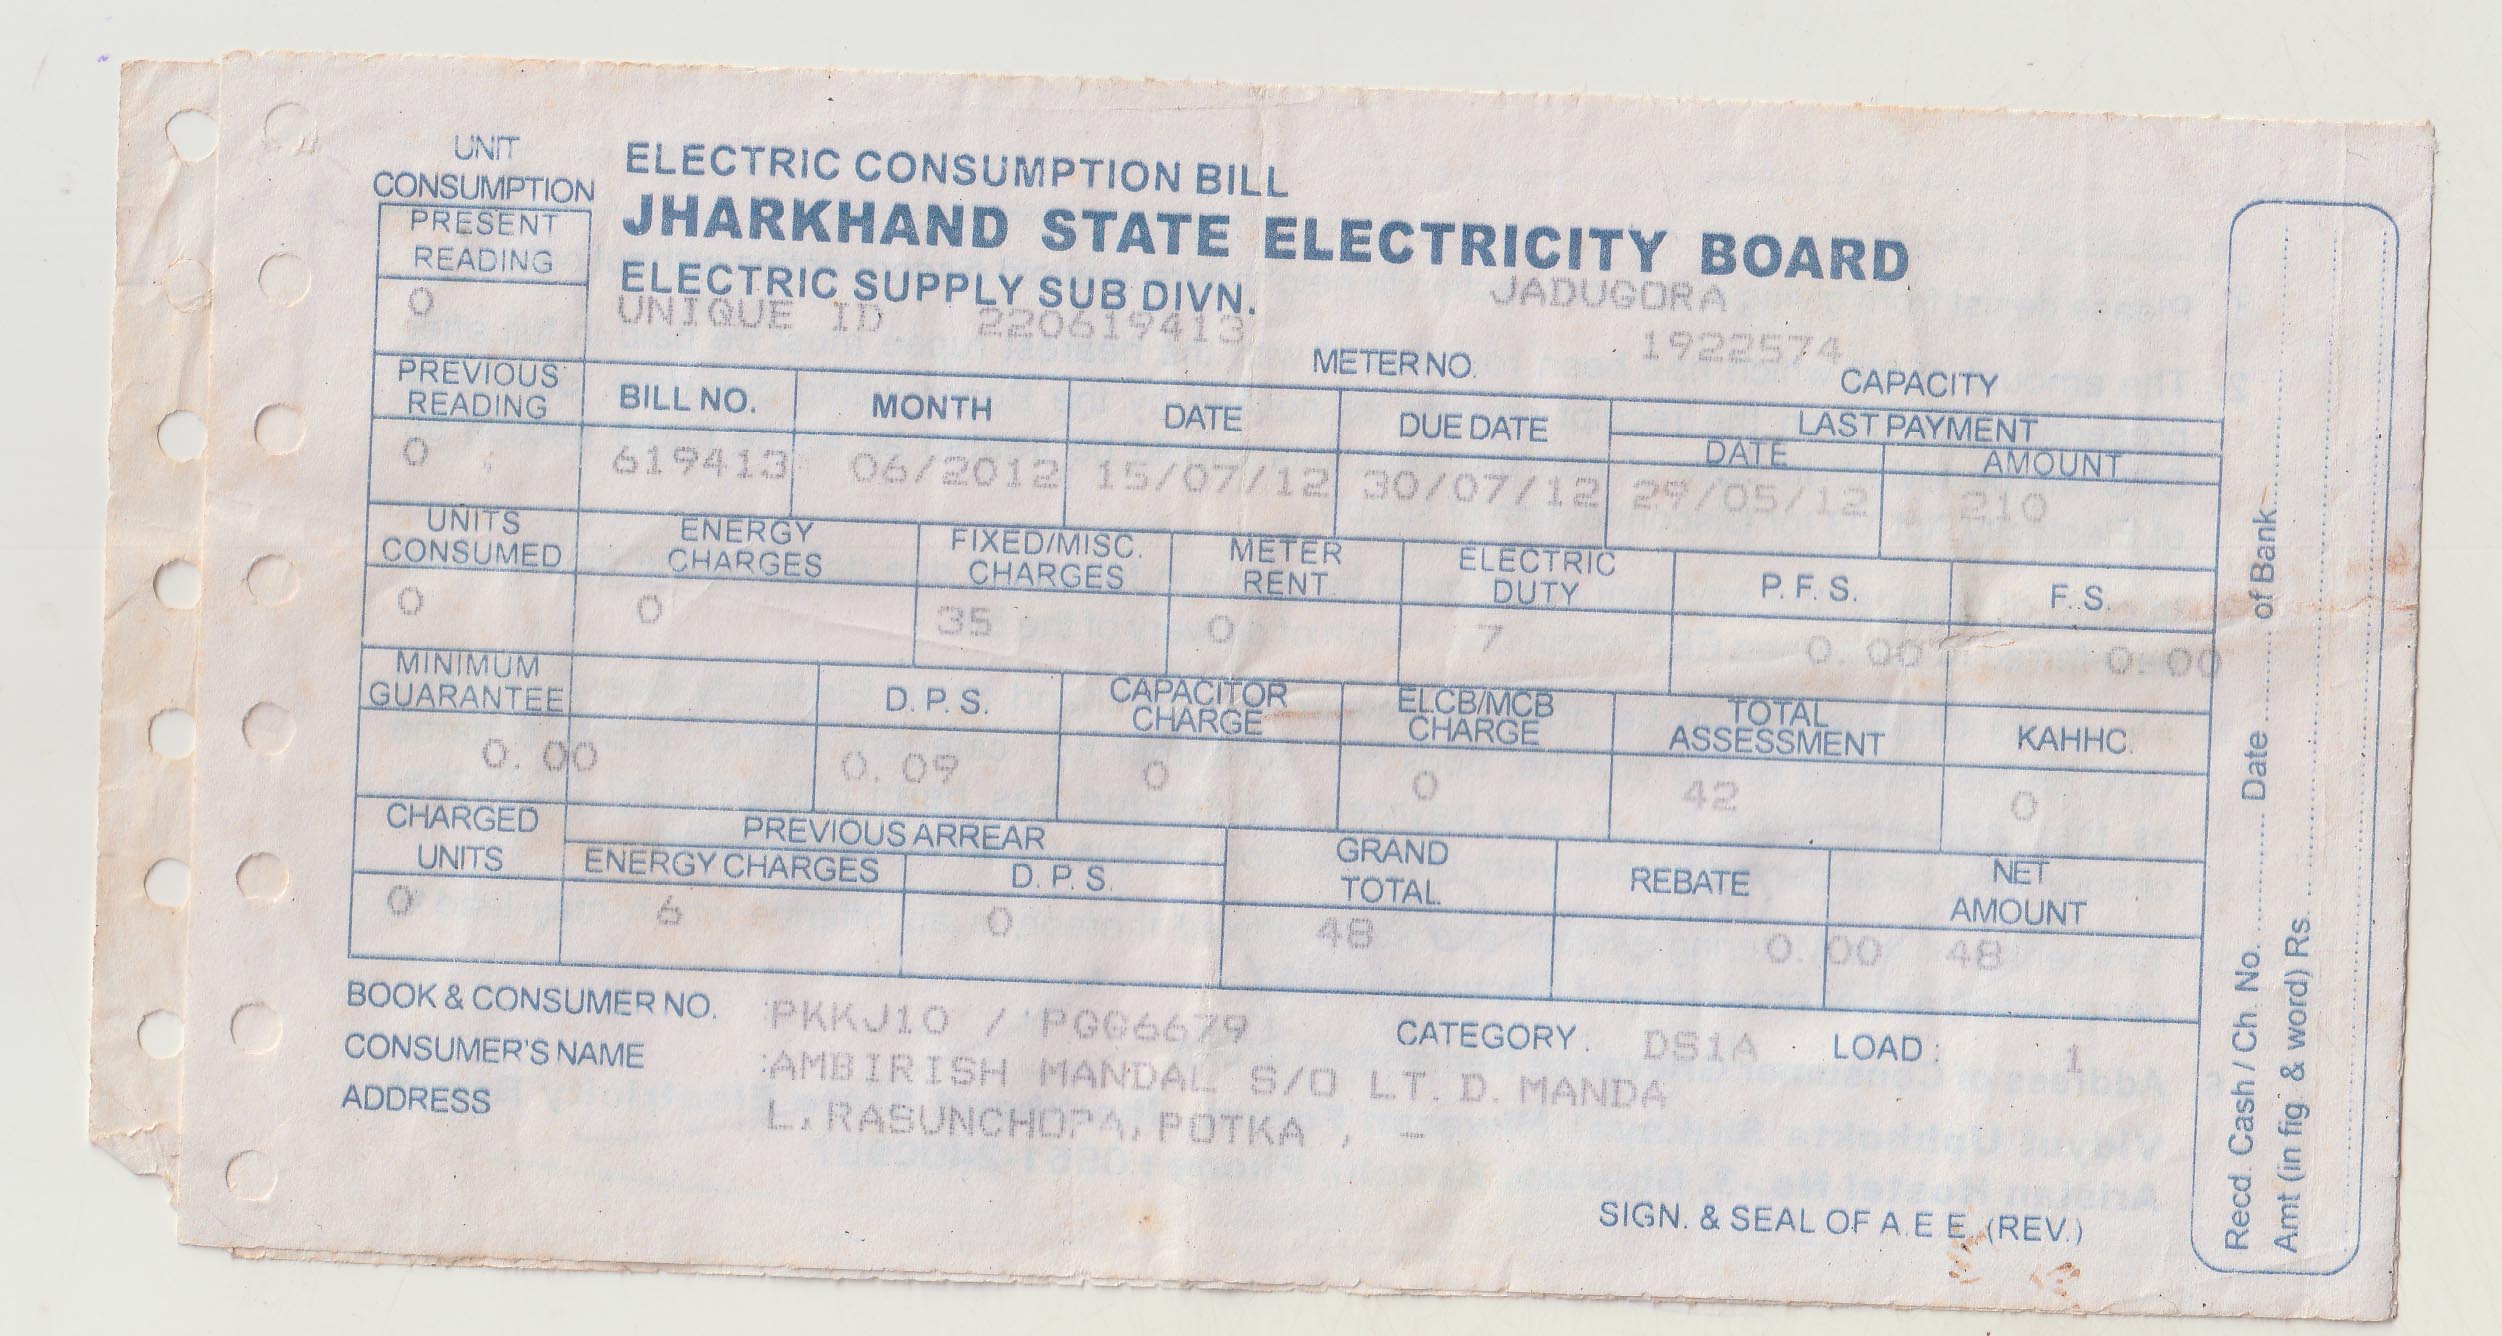 UNIT
CONSUMPTION
ELECTRIC CONSUMPTION BILL
JHARKHAND STATE ELECTRICITY BOARD
ELECTRIC SUPPLY SUB DIVN. JADUGORA
UNIQUE ID 220619413
METER NO. 1922574
CAPACITY
PRESENT READING
0
PREVIOUS READING
0
BILL NO. MONTH DATE DUE DATE LAST PAYMENT
DATE AMOUNT
619413 06/2012 15/07/12 30/07/12 29/05/12 210
UNITS CONSUMED ENERGY CHARGES FIXED/MISC. CHARGES METER RENT ELECTRIC DUTY P. F. S. F. S.
0 0 35 0 7 0.00 0.00
MINIMUM GUARANTEE D. P. S. CAPACITOR CHARGE ELCB/MCB CHARGE TOTAL ASSESSMENT KAHHC.
0.00 0.09 0 0 42 0
CHARGED UNITS PREVIOUS ARREAR GRAND TOTAL REBATE NET AMOUNT
ENERGY CHARGES D. P. S.
0 6 0 48 0.00 48
BOOK & CONSUMER NO. :PKKJ10 / PGG6679 CATEGORY. DS1A LOAD : 1
CONSUMER'S NAME :AMBIRISH MANDAL S/O LT. D. MANDA
ADDRESS L,RASUNCHOPA,POTKA , -
SIGN. & SEAL OF A.E E. (REV.)
Recd. Cash / Ch. No. .......... Date .......... of Bank..........
Amt (in fig. & word) Rs. ..........